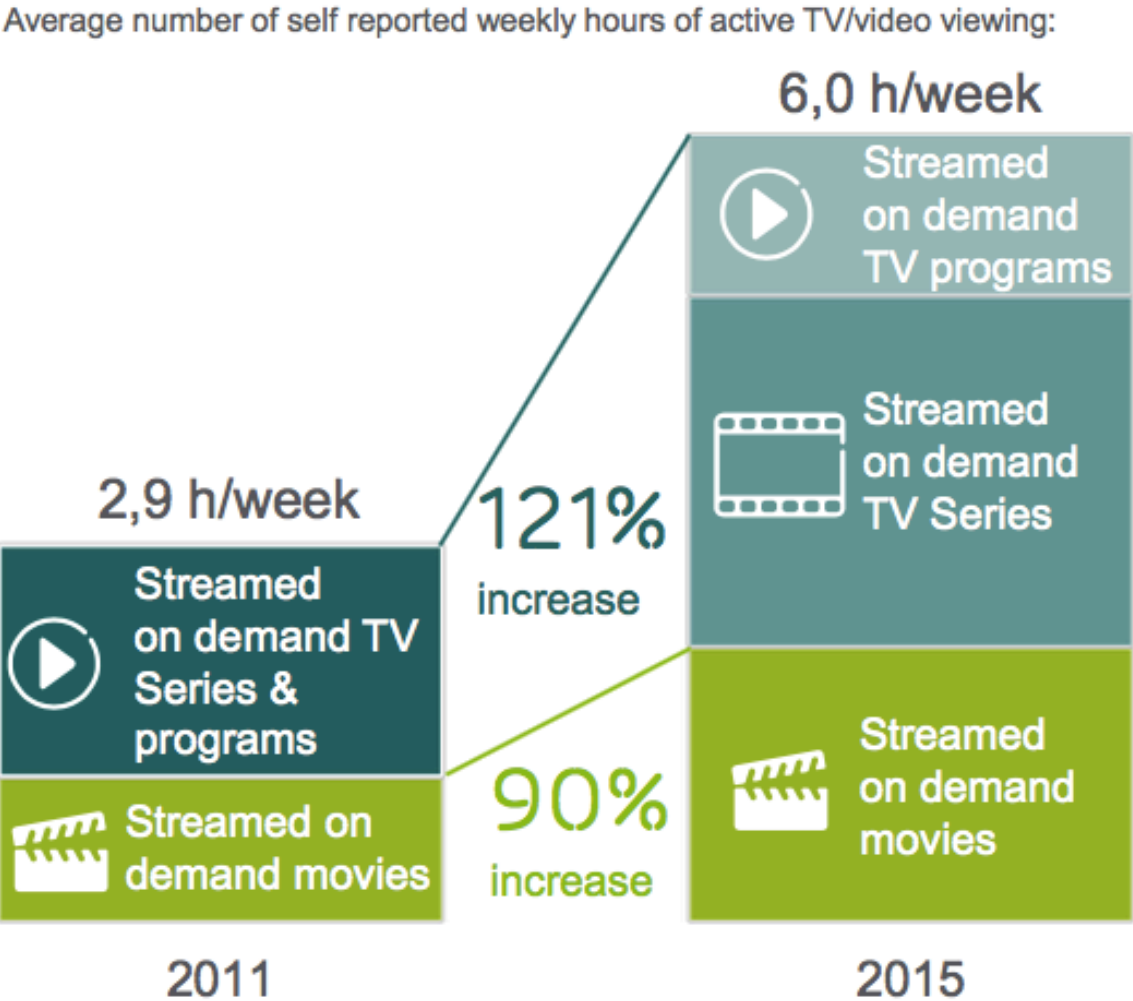 Average number of self reported weekly hours of active TV/video viewing:
6,0 h/week
Streamed
on demand
TV programs
Streamed
on demand
TV Series
2,9 h/week
121%
increase
Streamed
on demand TV
Series &
programs
Streamed
on demand
movies
90%
increase
Streamed on
demand movies
2011
2015